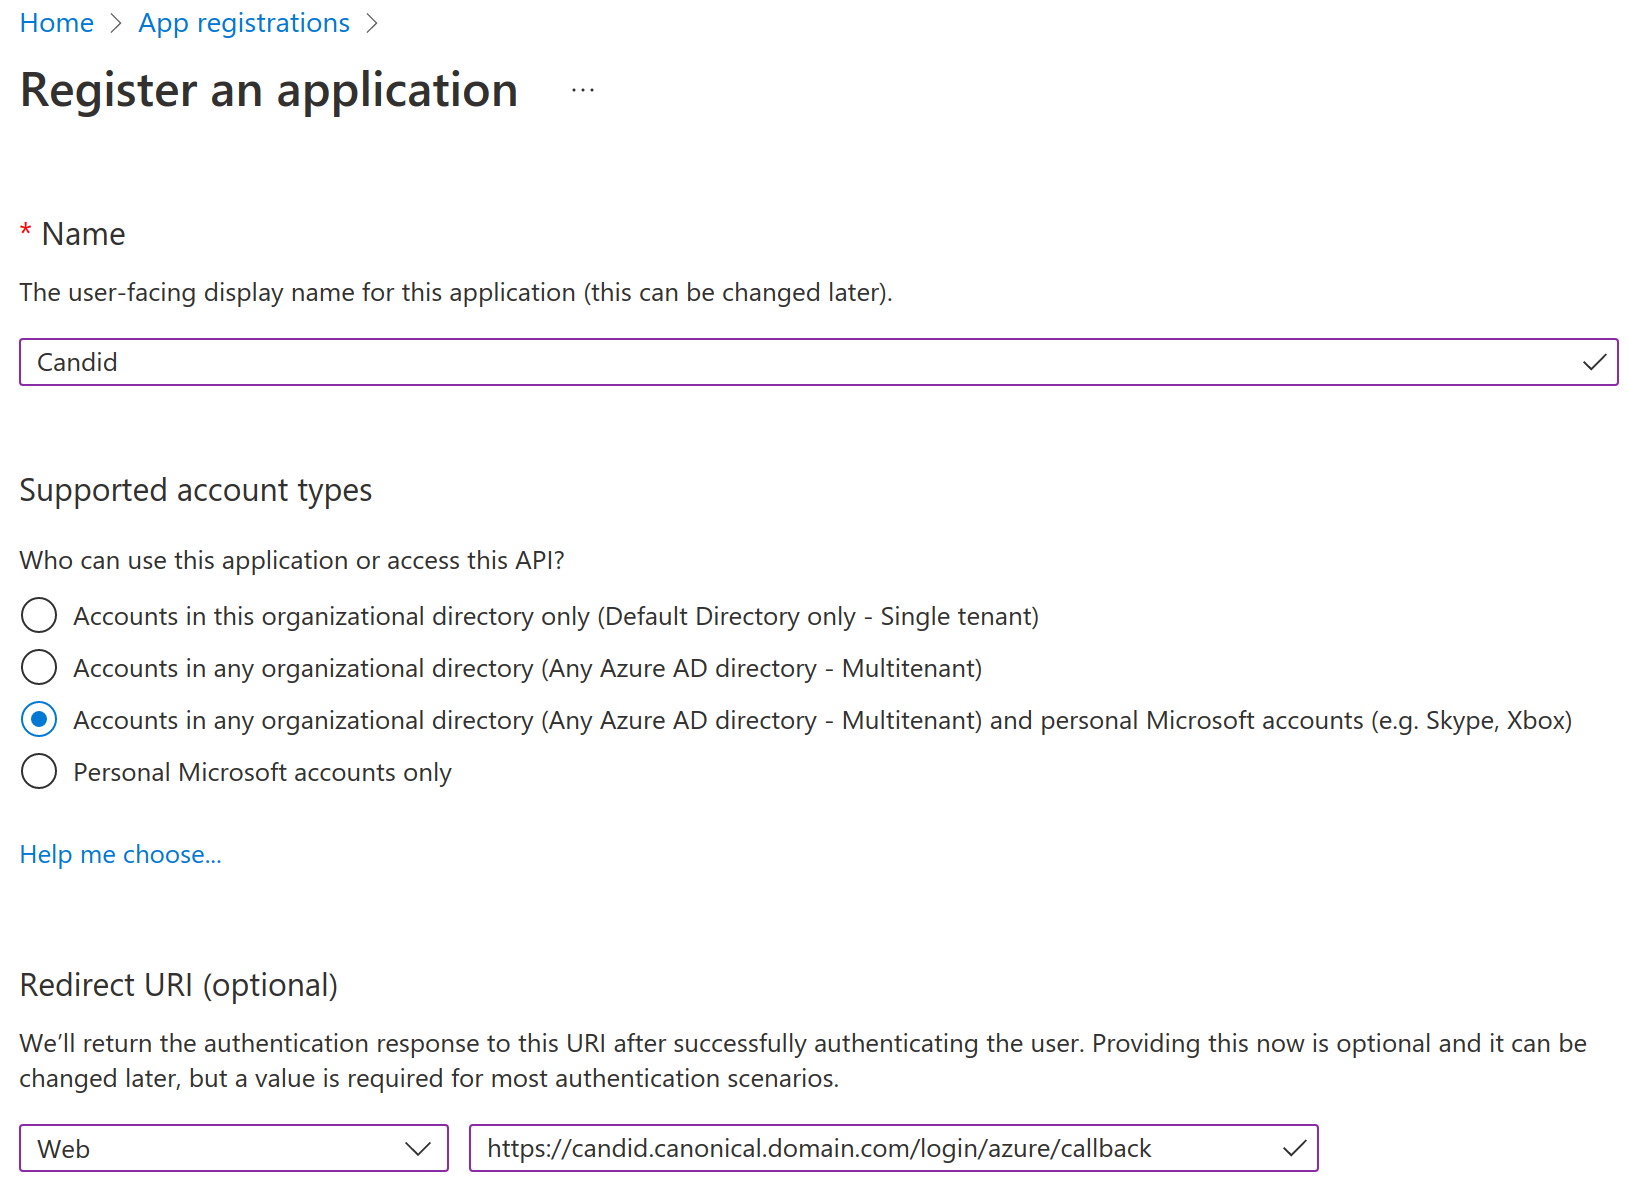 Home > App registrations >
Register an application ...
* Name
The user-facing display name for this application (this can be changed later).
Candid
Supported account types
Who can use this application or access this API?
Accounts in this organizational directory only (Default Directory only - Single tenant)
Accounts in any organizational directory (Any Azure AD directory - Multitenant)
Accounts in any organizational directory (Any Azure AD directory - Multitenant) and personal Microsoft accounts (e.g. Skype, Xbox)
Personal Microsoft accounts only
Help me choose...
Redirect URI (optional)
We’ll return the authentication response to this URI after successfully authenticating the user. Providing this now is optional and it can be
changed later, but a value is required for most authentication scenarios.
Web https://candid.canonical.domain.com/login/azure/callback